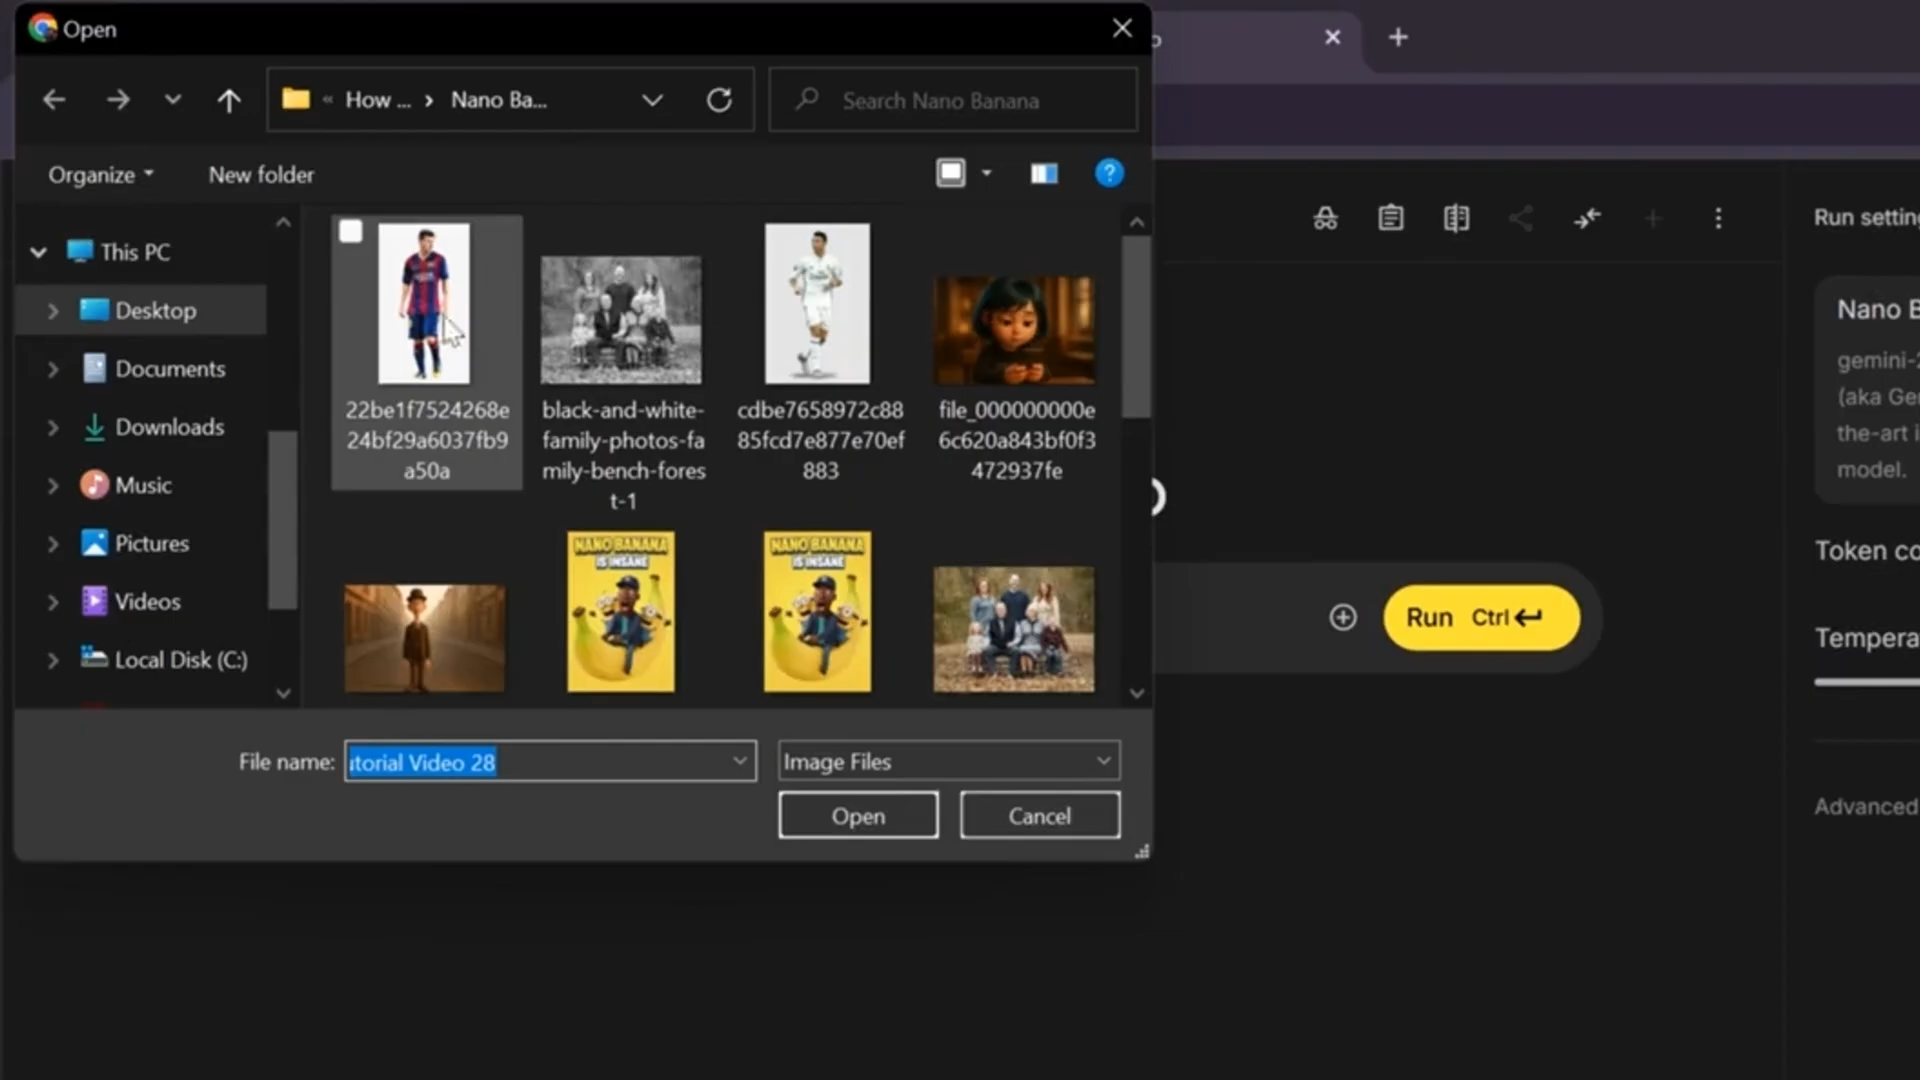 Open
How ...
Nano Ba...
Search Nano Banana
Organize
New folder
This PC
Desktop
Documents
Downloads
Music
Pictures
Videos
Local Disk (C:)
22be1f7524268e
24bf29a6037fb9
a50a
black-and-white-
family-photos-fa
mily-bench-fores
t-1
cdbe7658972c88
85fcd7e877e70ef
883
file_000000000e
6c620a843bf0f3
472937fe
NANO BANANA
IS INSANE
NANO BANANA
IS INSANE
File name:
torial Video 28
Image Files
Open
Cancel
Run Ctrl
Run setting
Nano B
gemini-2
(aka Ge
the-art i
model.
Token co
Tempera
Advanced